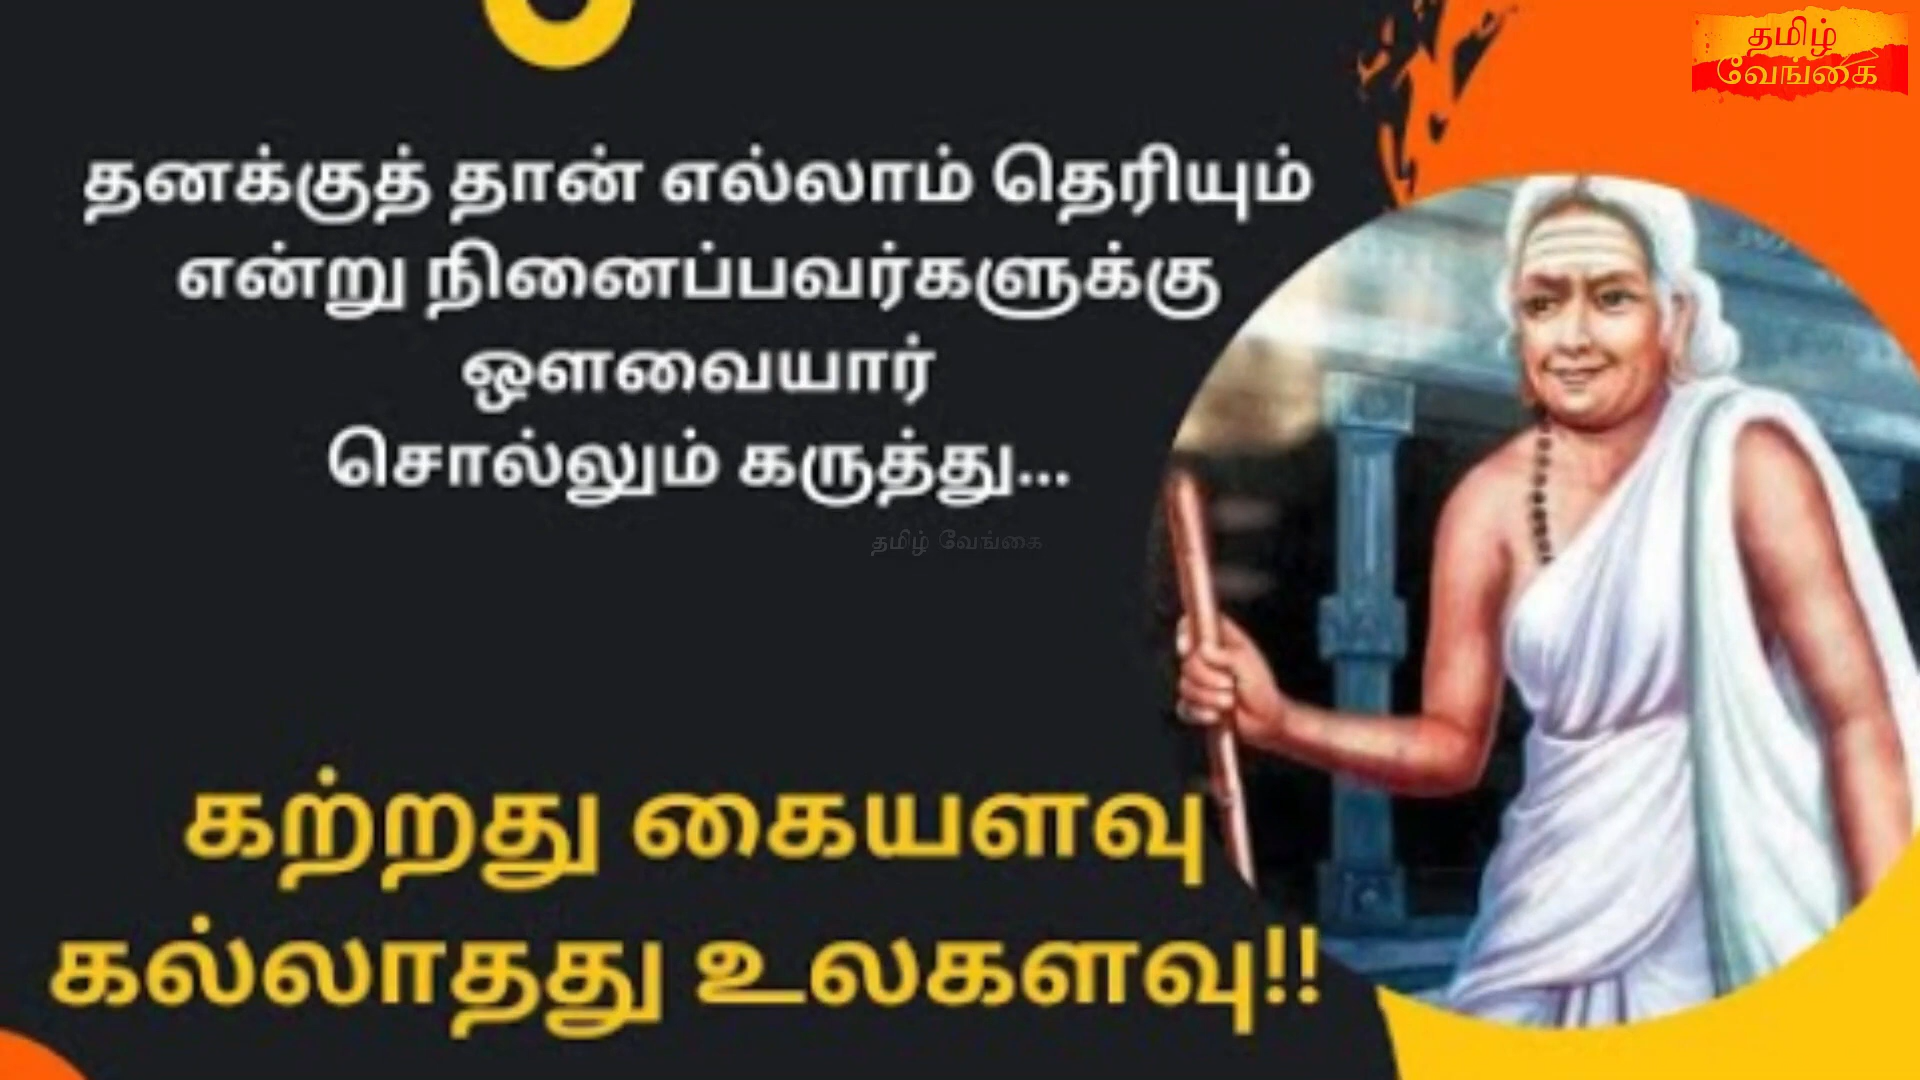 தமிழ்
வேங்கை
தனக்குத் தான் எல்லாம் தெரியும்
என்று நினைப்பவர்களுக்கு
ஔவையார்
சொல்லும் கருத்து...
தமிழ் வேங்கை
கற்றது கையளவு
கல்லாதது உலகளவு!!